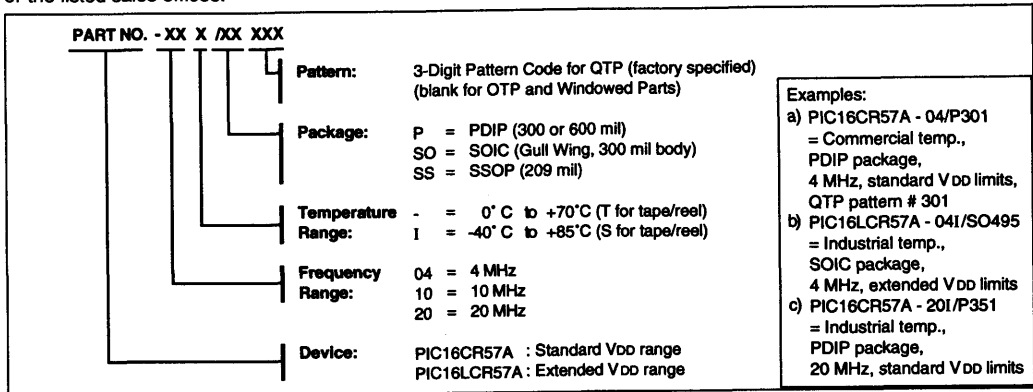 PART NO. - XX X /XX XXX
Pattern: 3-Digit Pattern Code for QTP (factory specified)
(blank for OTP and Windowed Parts)
Package: P = PDIP (300 or 600 mil)
SO = SOIC (Gull Wing, 300 mil body)
SS = SSOP (209 mil)
Temperature Range: - = 0° C to +70°C (T for tape/reel)
I = -40° C to +85°C (S for tape/reel)
Frequency Range: 04 = 4 MHz
10 = 10 MHz
20 = 20 MHz
Device: PIC16CR57A : Standard VDD range
PIC16LCR57A : Extended VDD range
Examples:
a) PIC16CR57A - 04/P301
= Commercial temp.,
PDIP package,
4 MHz, standard VDD limits,
QTP pattern # 301
b) PIC16LCR57A - 04I/SO495
= Industrial temp.,
SOIC package,
4 MHz, extended VDD limits
c) PIC16CR57A - 20I/P351
= Industrial temp.,
PDIP package,
20 MHz, standard VDD limits